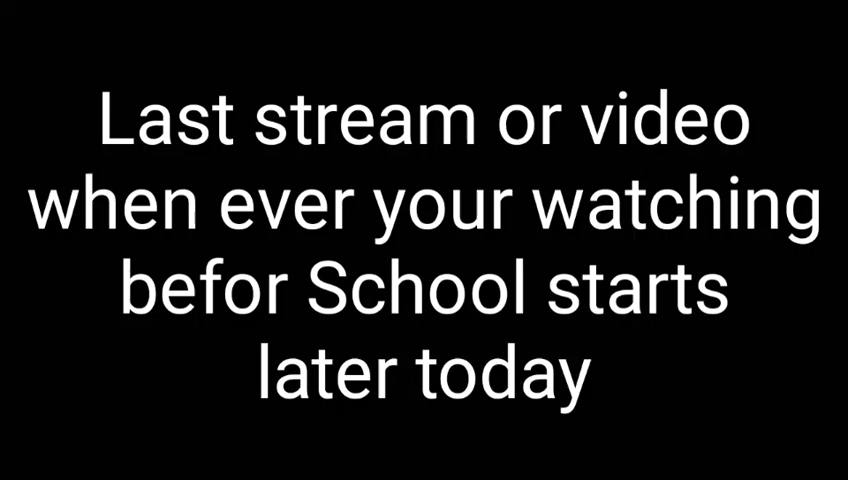 Last stream or video
when ever your watching
befor School starts
later today